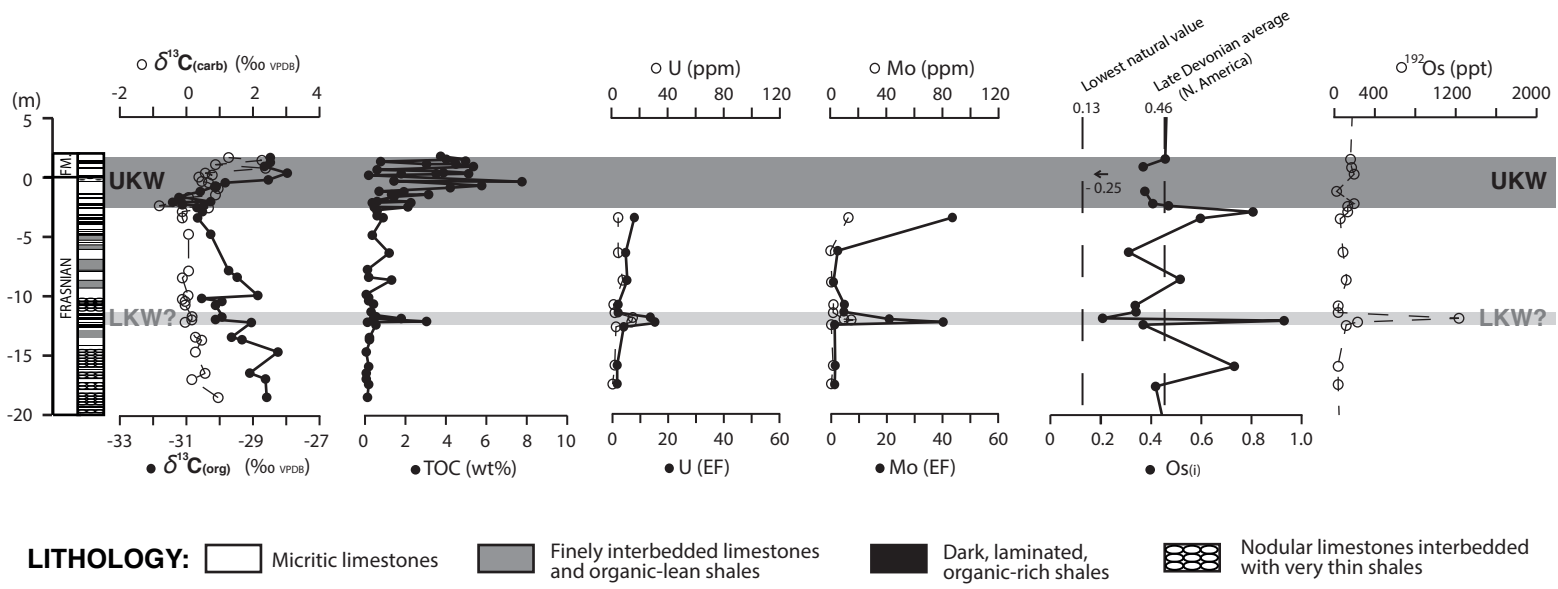 Lowest natural value
Late Devonian average
(N. America)
δ13C(carb) (‰ VPDB)
U (ppm)
Mo (ppm)
192Os (ppt)
(m)
-2 0 2 4
0 40 80 120
0 40 80 120
0.13 0.46
0 400 1200 2000
5
0
-5
-10
-15
-20
FM.
FRASNIAN
UKW
- 0.25
UKW
LKW?
LKW?
-33 -31 -29 -27
0 2 4 6 8 10
0 20 40 60
0 20 40 60
0 0.2 0.4 0.6 0.8 1.0
δ13C(org) (‰ VPDB)
TOC (wt%)
U (EF)
Mo (EF)
Os(i)
LITHOLOGY:
Micritic limestones
Finely interbedded limestones
and organic-lean shales
Dark, laminated,
organic-rich shales
Nodular limestones interbedded
with very thin shales